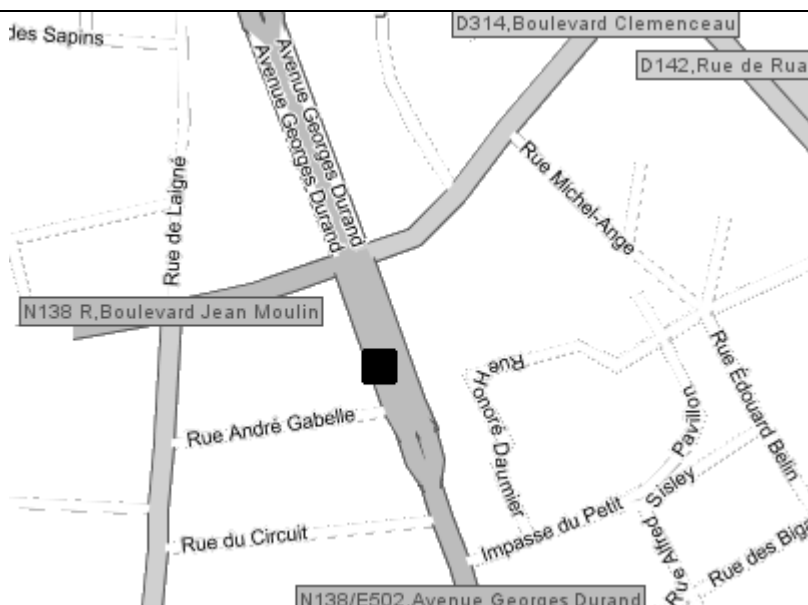 des Sapins
D314,Boulevard Clemenceau
D142,Rue de Rua
Avenue Georges Durand
Avenue Georges Durand
Rue Michel-Ange
Rue de Laigné
N138 R,Boulevard Jean Moulin
Rue Honoré Daumier
Rue Édouard Belin
Rue André Gabelle
Impasse du Petit Pavillon
Rue Alfred Sisley
Rue du Circuit
Rue des Biga
N138/E502,Avenue Georges Durand